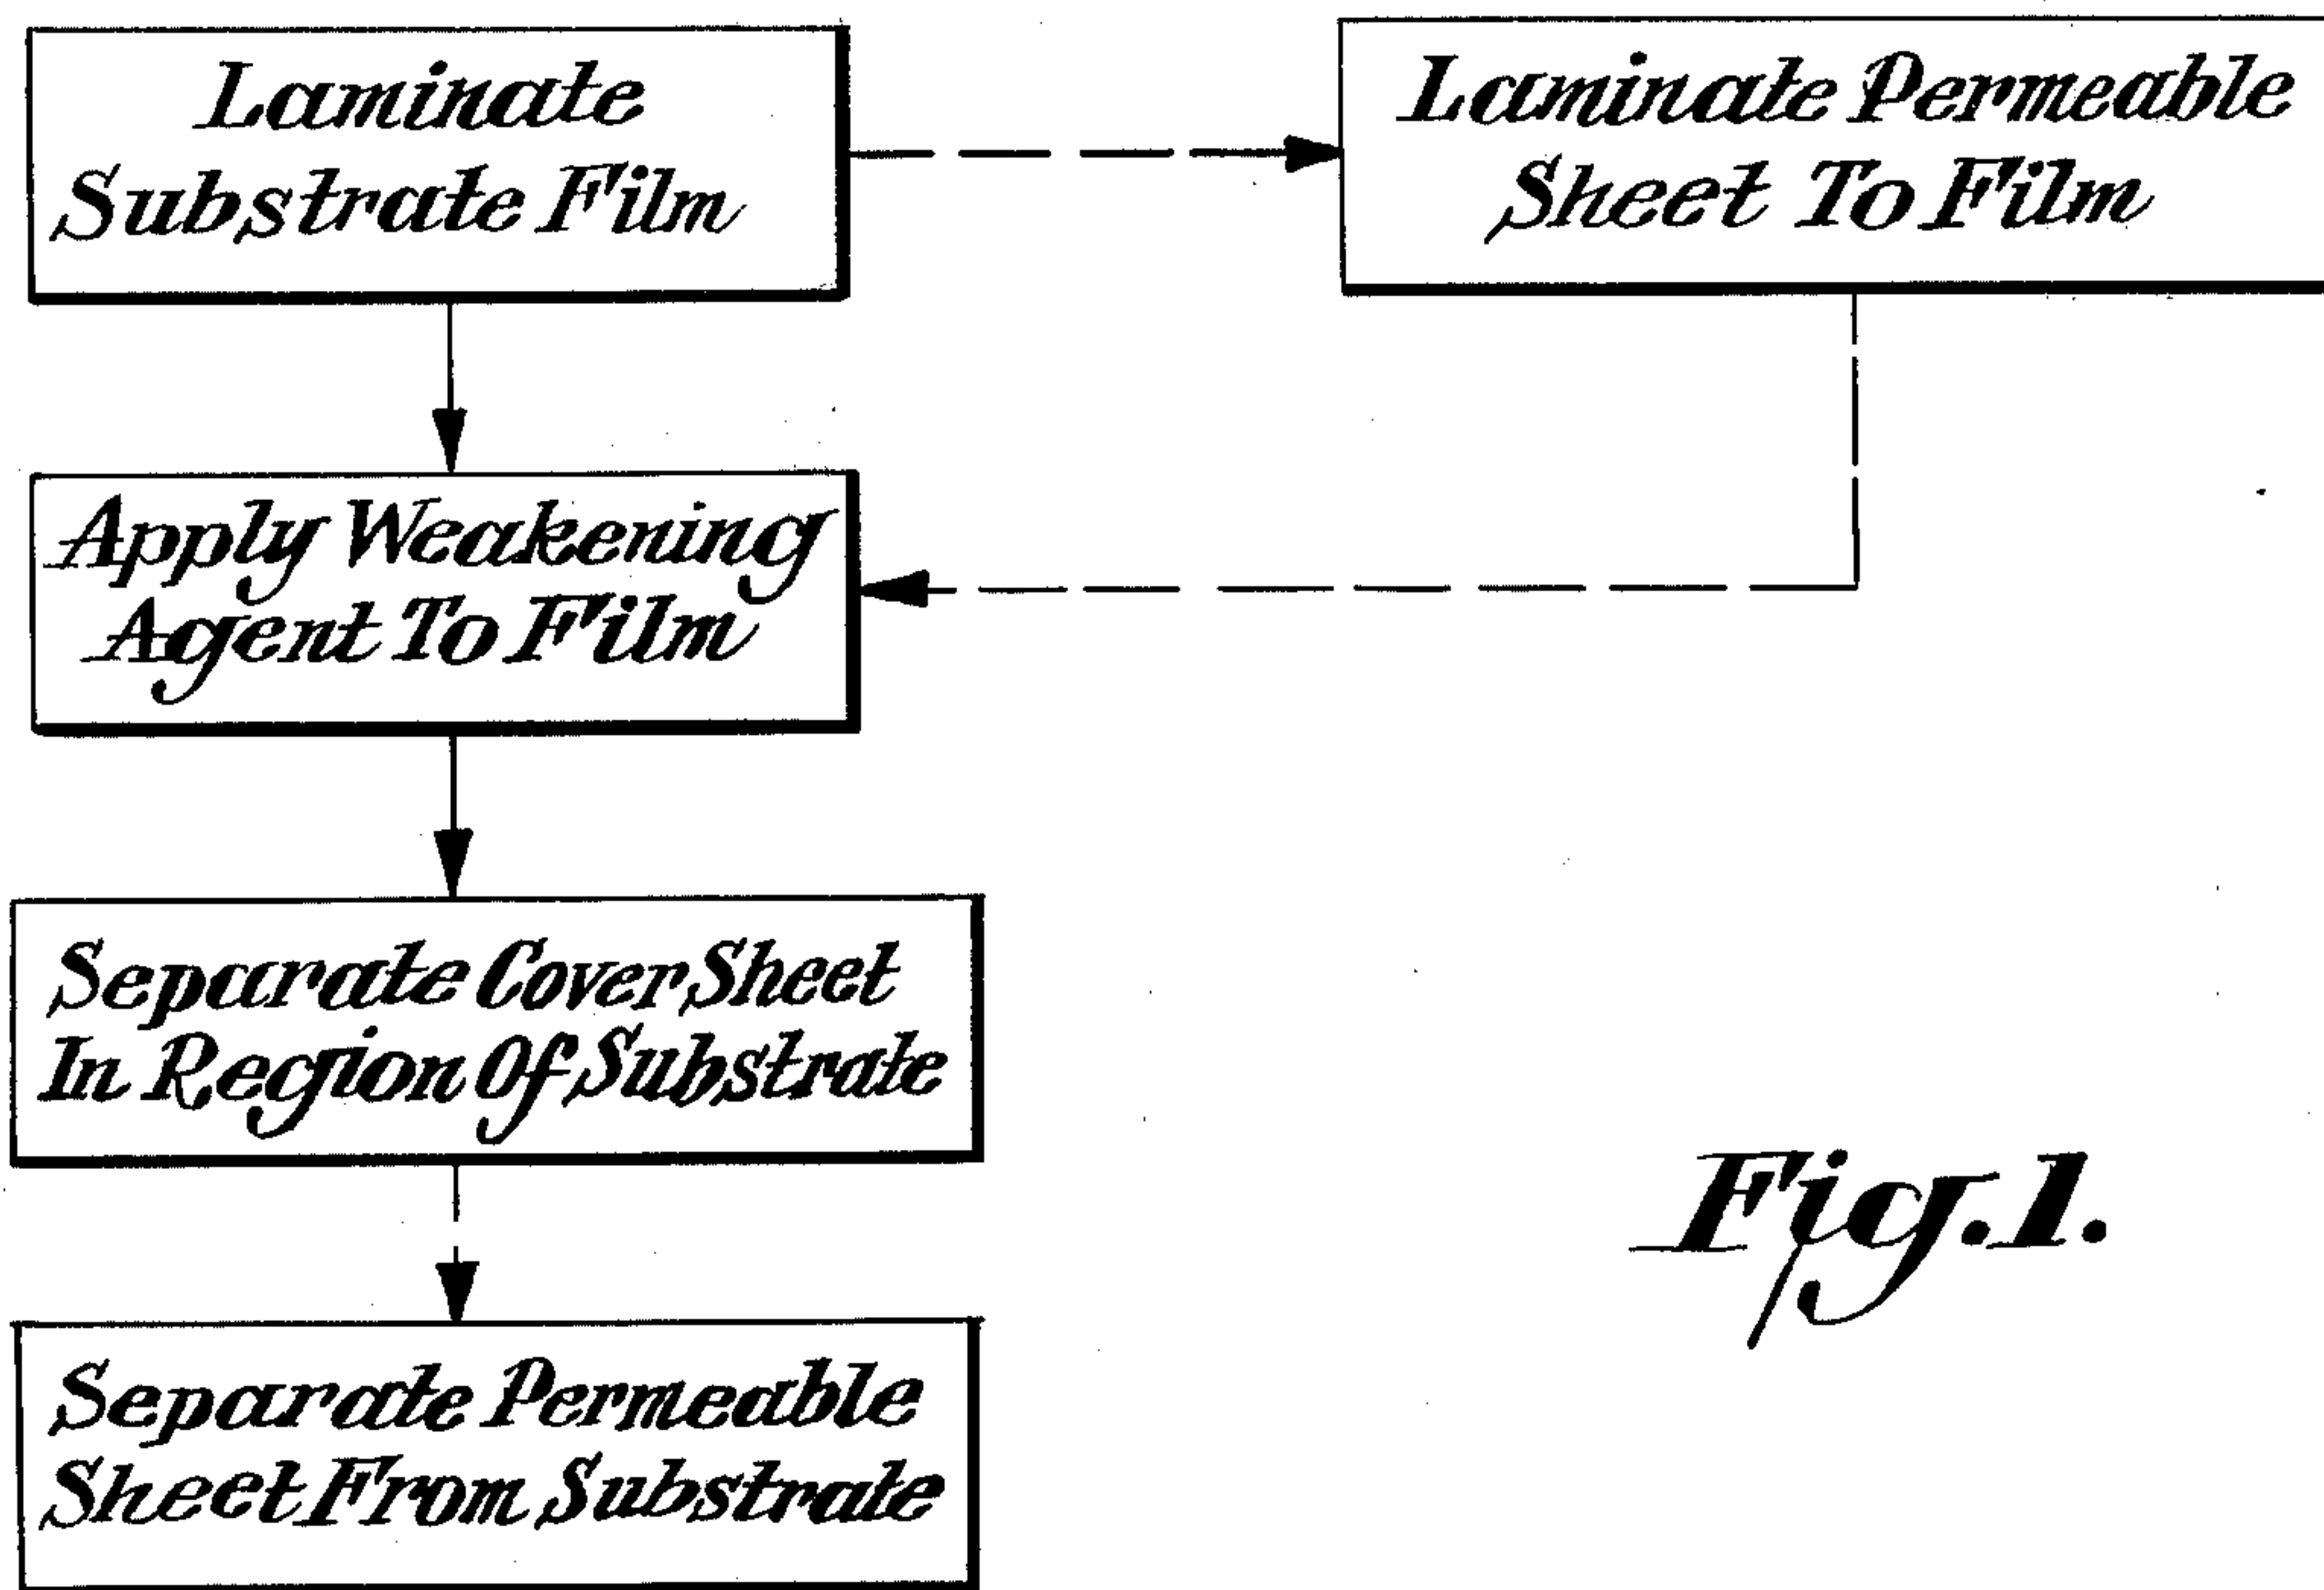 Laminate
Substrate Film
Laminate Permeable
Sheet To Film
Apply Weakening
Agent To Film
Separate Cover Sheet
In Region Of Substrate
Separate Permeable
Sheet From Substrate
Fig. 1.